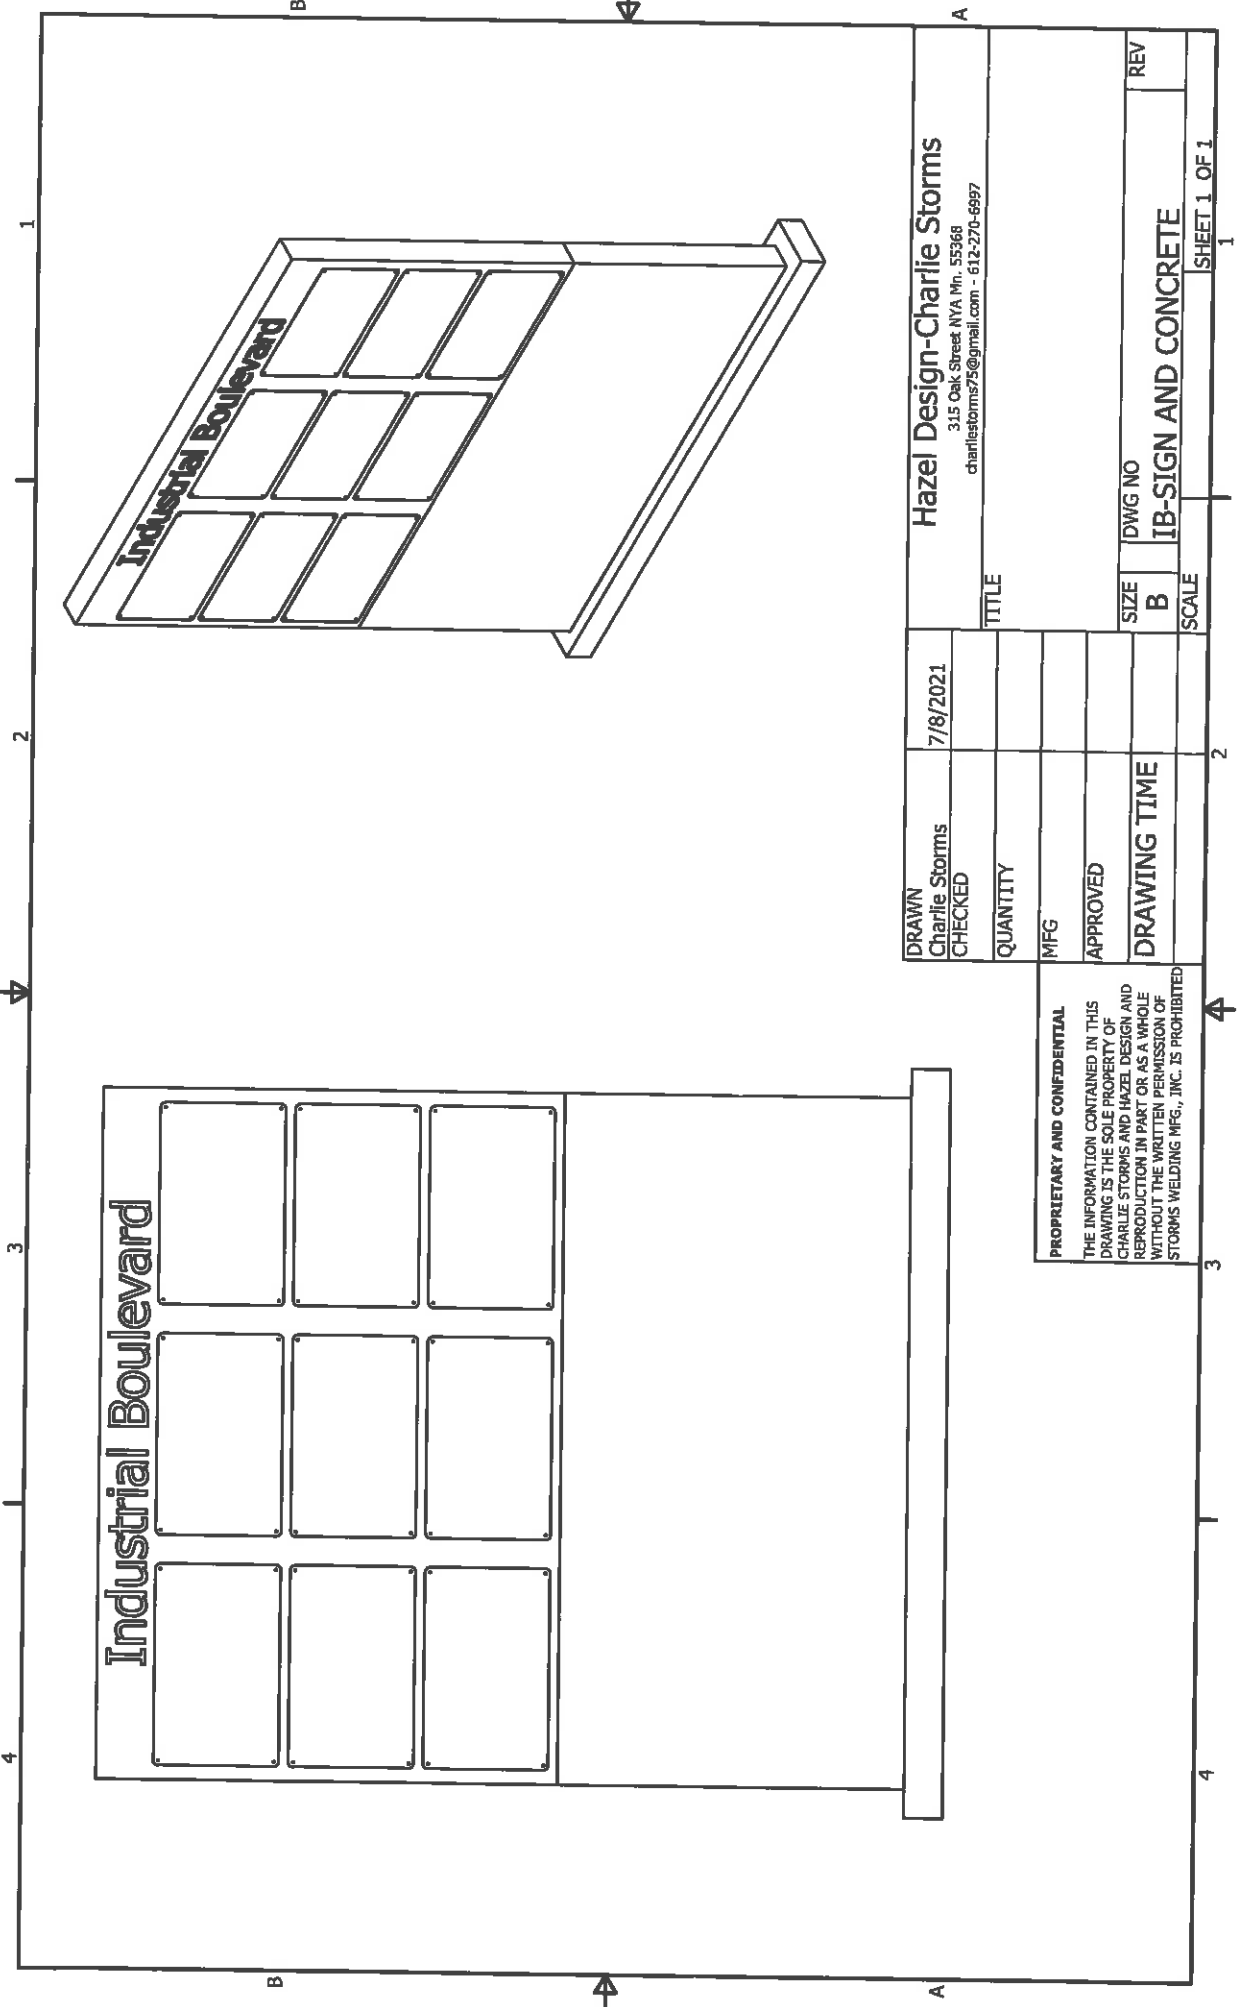 4
3
2
1
B
B
Industrial Boulevard
Industrial Boulevard
A
A
PROPRIETARY AND CONFIDENTIAL
THE INFORMATION CONTAINED IN THIS
DRAWING IS THE SOLE PROPERTY OF
CHARLIE STORMS AND HAZEL DESIGN AND
REPRODUCTION IN PART OR AS A WHOLE
WITHOUT THE WRITTEN PERMISSION OF
STORMS WELDING MFG., INC. IS PROHIBITED
DRAWN
Charlie Storms 7/8/2021
CHECKED
QUANTITY
MFG
APPROVED
DRAWING TIME
Hazel Design-Charlie Storms
315 Oak Street NYA Mn. 55368
charliestorms75@gmail.com - 612-270-6997
TITLE
SIZE
B
DWG NO
IB-SIGN AND CONCRETE
REV
SCALE
SHEET 1 OF 1
4
3
2
1